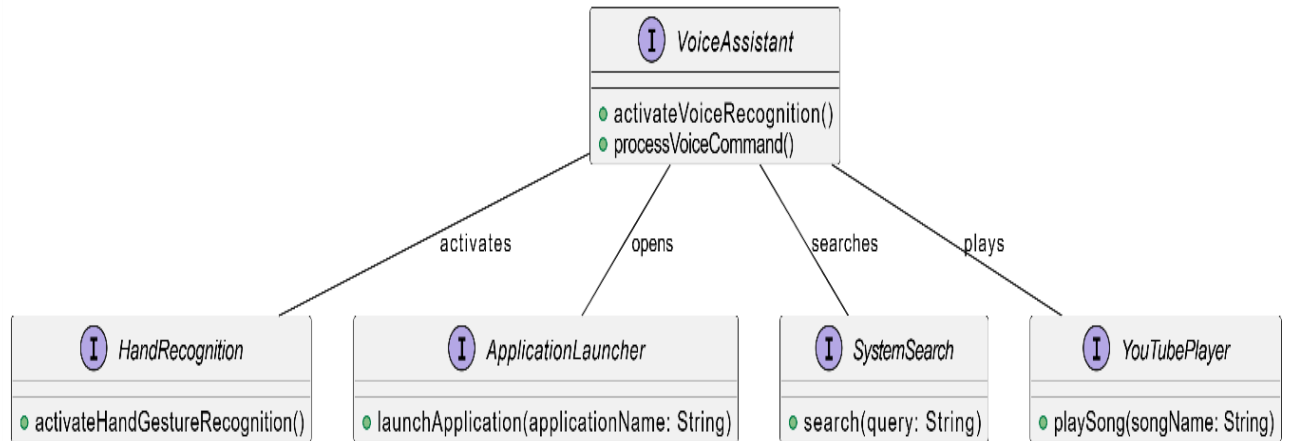 I VoiceAssistant
activateVoiceRecognition()
processVoiceCommand()
activates
opens
searches
plays
I HandRecognition
activateHandGestureRecognition()
I ApplicationLauncher
launchApplication(applicationName: String)
I SystemSearch
search(query: String)
I YouTubePlayer
playSong(songName: String)